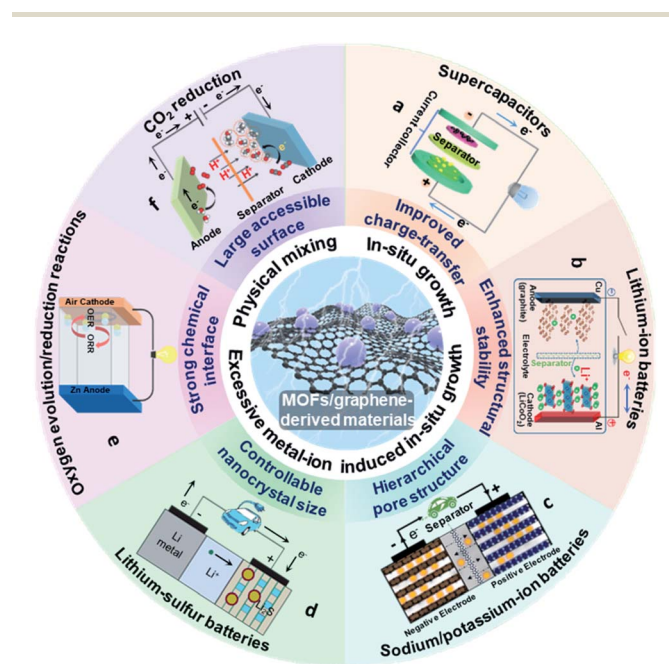 Supercapacitors
a
Current collector
Separator
e⁻
e⁻
+
-
Improved
charge-transfer
Lithium-ion batteries
b
Cu
Anode
(graphite)
Electrolyte
Separator
Li⁺
e⁻
Cathode
(LiCoO₂)
Al
Enhanced structural
stability
Sodium/potassium-ion batteries
c
-
e⁻
+
Separator
Negative Electrode
Positive Electrode
Hierarchical
pore structure
Lithium-sulfur batteries
d
e⁻
-
+
e⁻
Li
metal
Li⁺
Li₂S
Controllable
nanocrystal size
Oxygen evolution/reduction reactions
e
Air Cathode
OER
ORR
Zn Anode
Strong chemical
interface
CO₂ reduction
f
e⁻
e⁻
+
-
e⁻
e⁻
e⁻
H⁺
H⁺
H⁺
Anode
Separator
Cathode
Large accessible
surface
Physical mixing
In-situ growth
Excessive metal-ion induced in-situ growth
MOFs/graphene-
derived materials